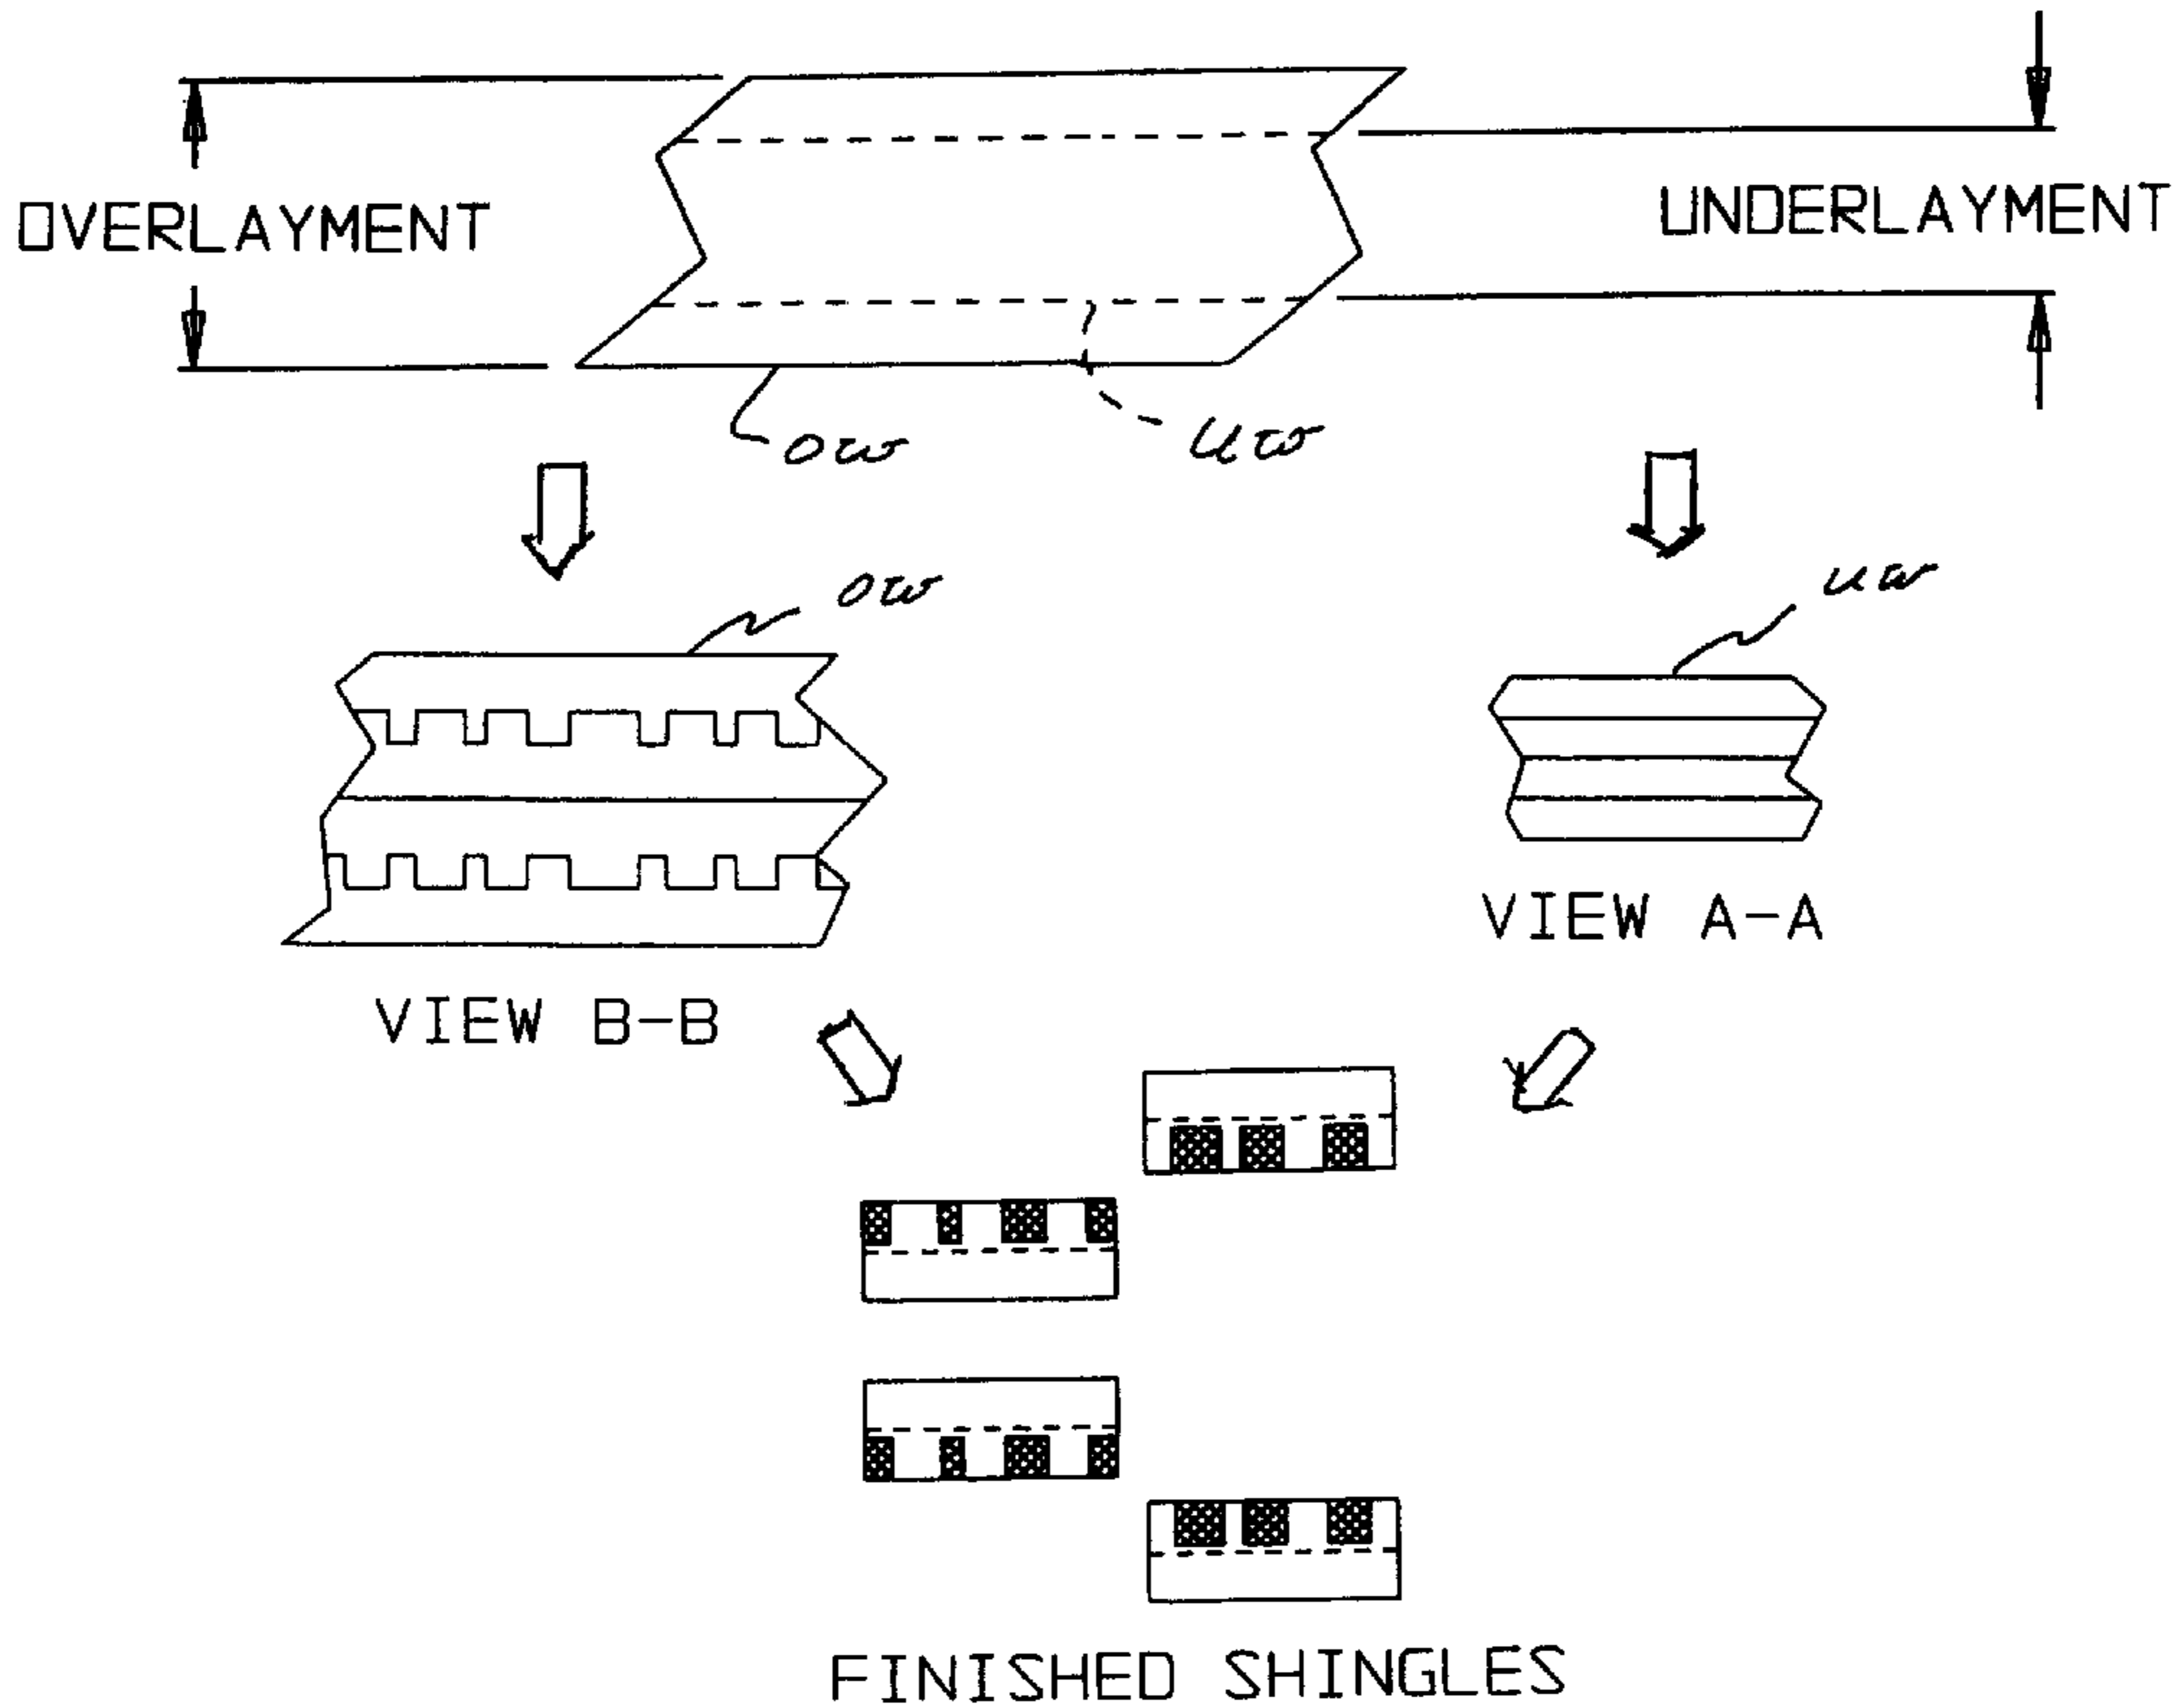 OVERLAYMENT
UNDERLAYMENT
ow
uw
ow
uw
VIEW A-A
VIEW B-B
FINISHED SHINGLES